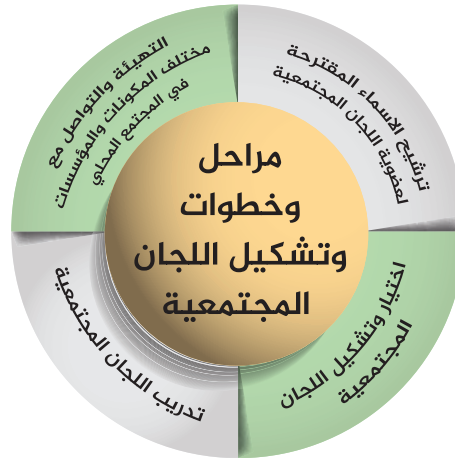 مراحل
وخطوات
وتشكيل اللجان
المجتمعية
التهيئة والتواصل مع
مختلف المكونات والمؤسسات
في المجتمع المحلي
ترشيح الاسماء المقترحة
لعضوية اللجان المجتمعية
اختيار وتشكيل اللجان
المجتمعية
تدريب اللجان المجتمعية